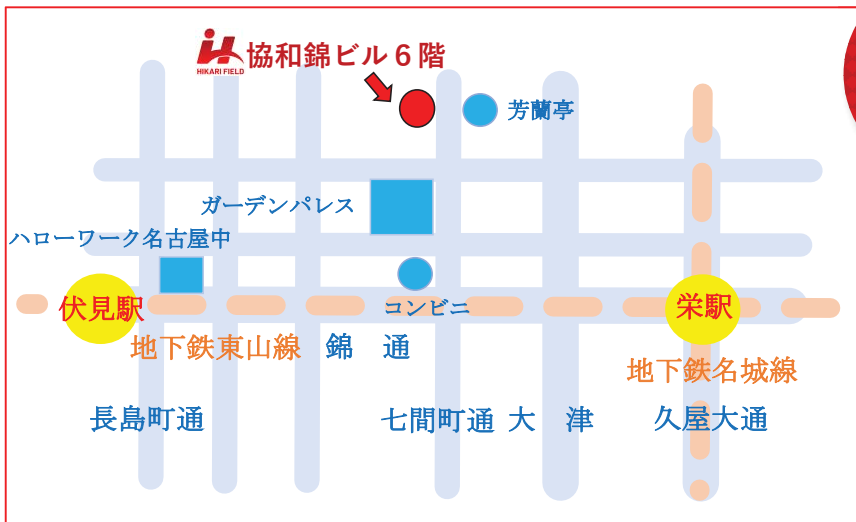 協和錦ビル６階
HIKARI FIELD
芳蘭亭
ガーデンパレス
ハローワーク名古屋中
伏見駅
コンビニ
栄駅
地下鉄東山線
錦　通
地下鉄名城線
長島町通
七間町通
大　津
久屋大通